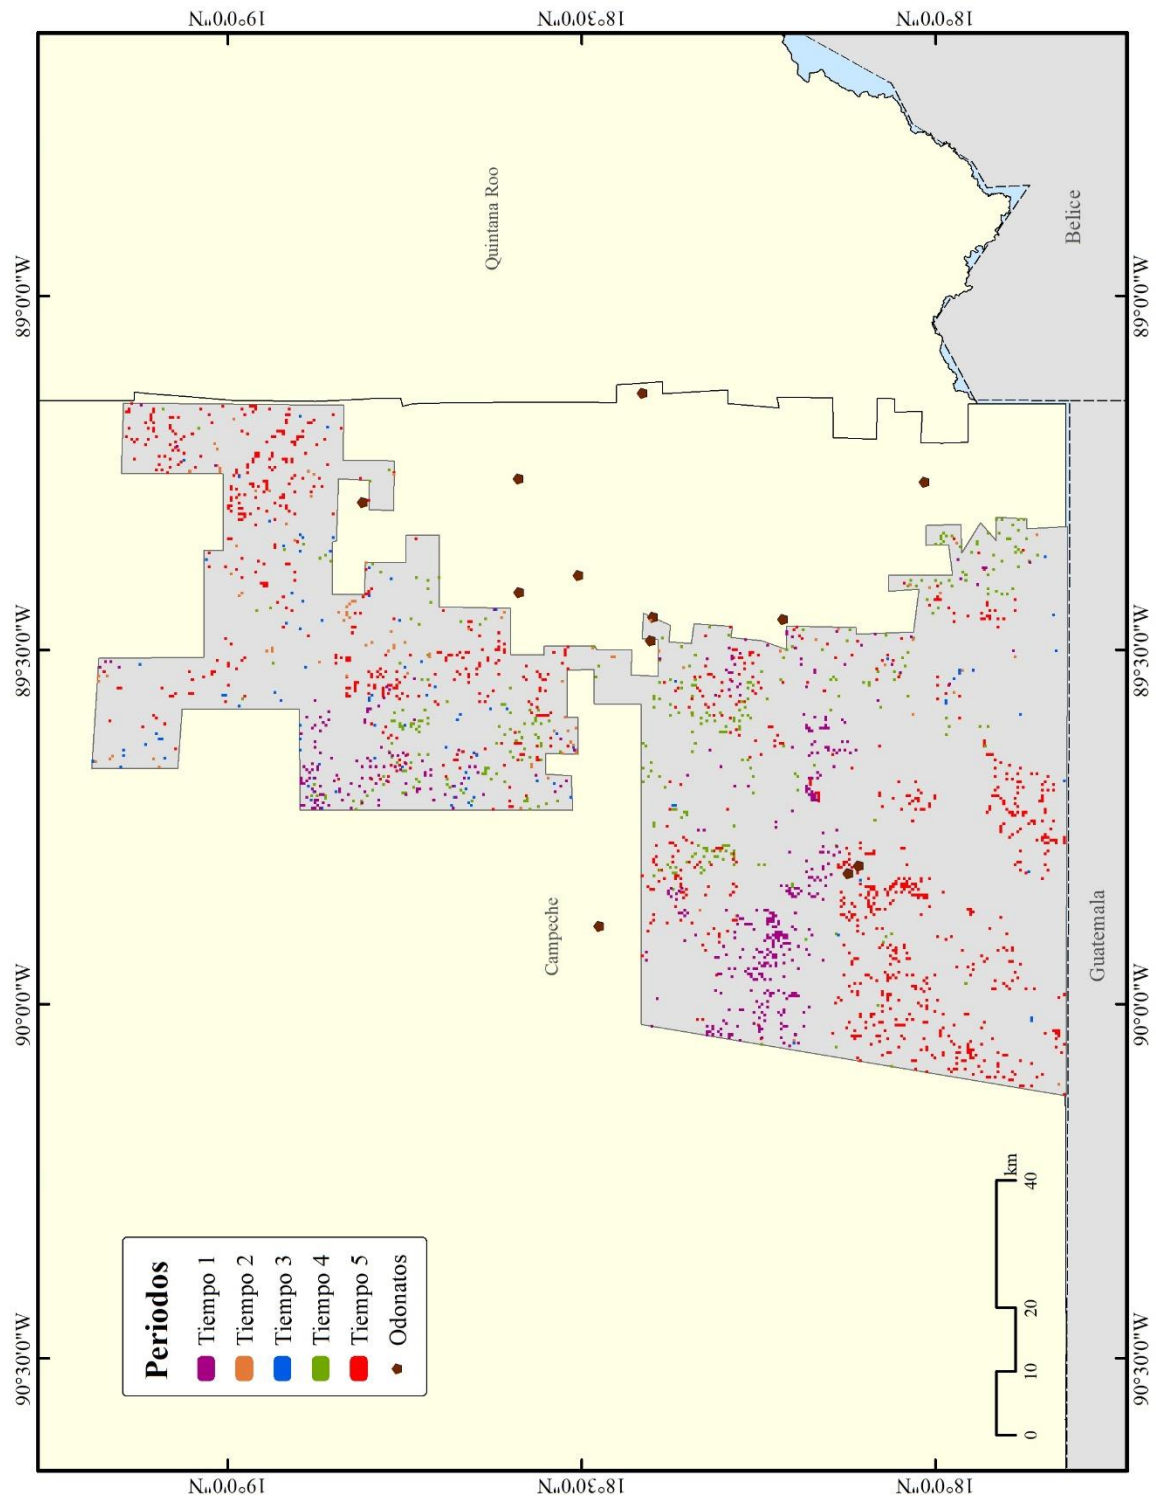 90°30'0"W
90°0'0"W
89°30'0"W
89°0'0"W
19°0'0"N
19°0'0"N
Periodos
Tiempo 1
Tiempo 2
Tiempo 3
Tiempo 4
Tiempo 5
Odonatos
Quintana Roo
18°30'0"N
18°30'0"N
Campeche
18°0'0"N
18°0'0"N
km
0
10
20
40
Guatemala
Belice
90°30'0"W
90°0'0"W
89°30'0"W
89°0'0"W